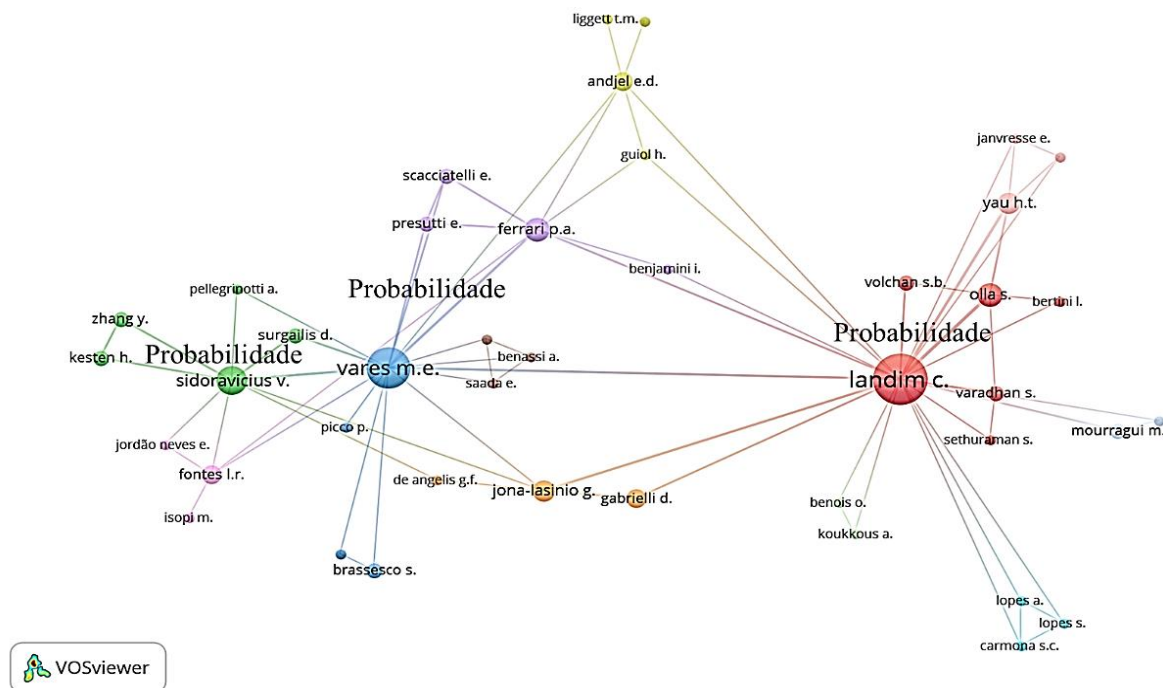 liggett t.m.
andjel e.d.
janvresse e.
guiol h.
scacciatelli e.
yau h.t.
presutti e.
ferrari p.a.
benjamini i.
volchan s.b.
pellegrinotti a.
Probabilidade
olla s.
bertini l.
zhang y.
surgailis d.
Probabilidade
kesten h.
Probabilidade
benassi a.
sidoravicius v.
vares m.e.
saada e.
landim c.
varadhan s.
picco p.
mourragui m.
jordão neves e.
sethuraman s.
fontes l.r.
de angelis g.f.
jona-lasinio g.
gabrielli d.
benois o.
isopi m.
koukkous a.
brassesco s.
lopes a.
lopes s.
carmona s.c.
VOSviewer